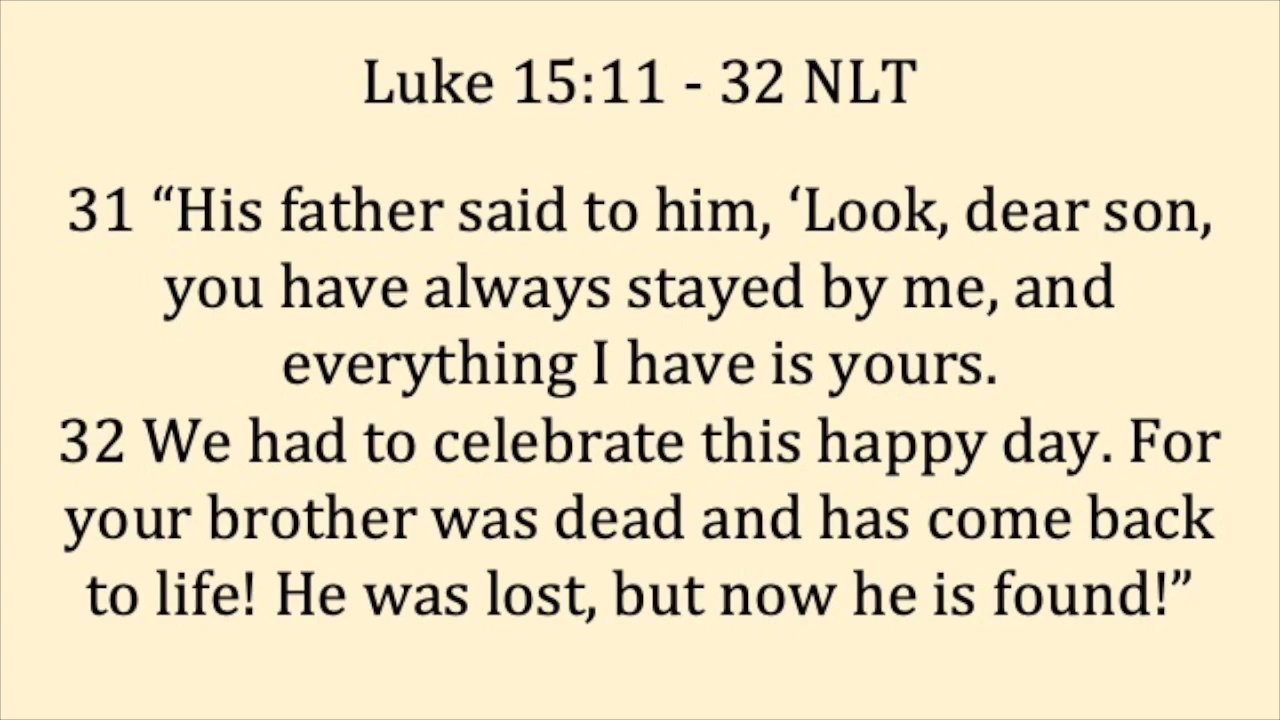 Luke 15:11 - 32 NLT
31 “His father said to him, ‘Look, dear son,
you have always stayed by me, and
everything I have is yours.
32 We had to celebrate this happy day. For
your brother was dead and has come back
to life! He was lost, but now he is found!”